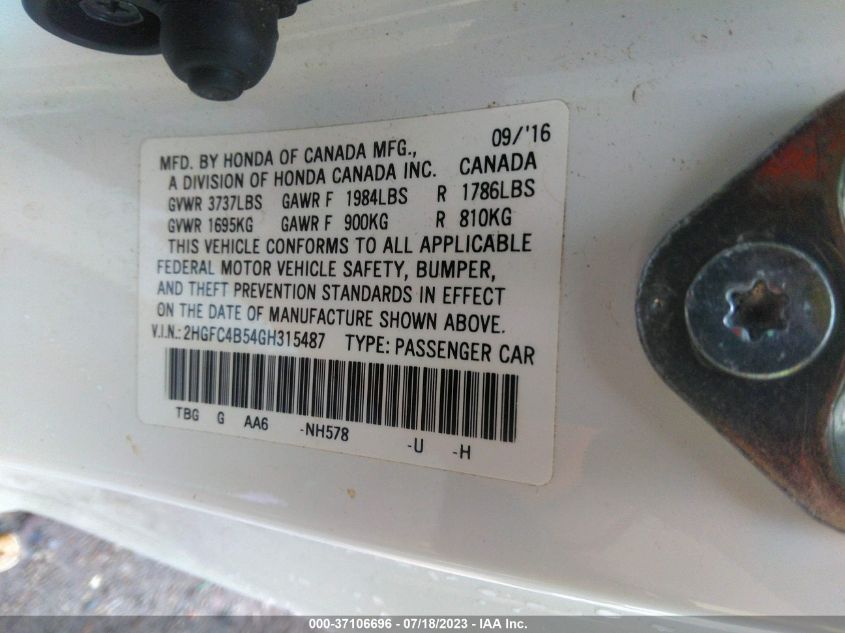 09/'16
MFD. BY HONDA OF CANADA MFG.,
A DIVISION OF HONDA CANADA INC. CANADA
GVWR 3737LBS GAWR F 1984LBS R 1786LBS
GVWR 1695KG GAWR F 900KG R 810KG
THIS VEHICLE CONFORMS TO ALL APPLICABLE
FEDERAL MOTOR VEHICLE SAFETY, BUMPER,
AND THEFT PREVENTION STANDARDS IN EFFECT
ON THE DATE OF MANUFACTURE SHOWN ABOVE.
V.I.N.: 2HGFC4B54GH315487 TYPE: PASSENGER CAR
TBG G AA6 -NH578 -U -H
000-37106696 - 07/18/2023 - IAA Inc.